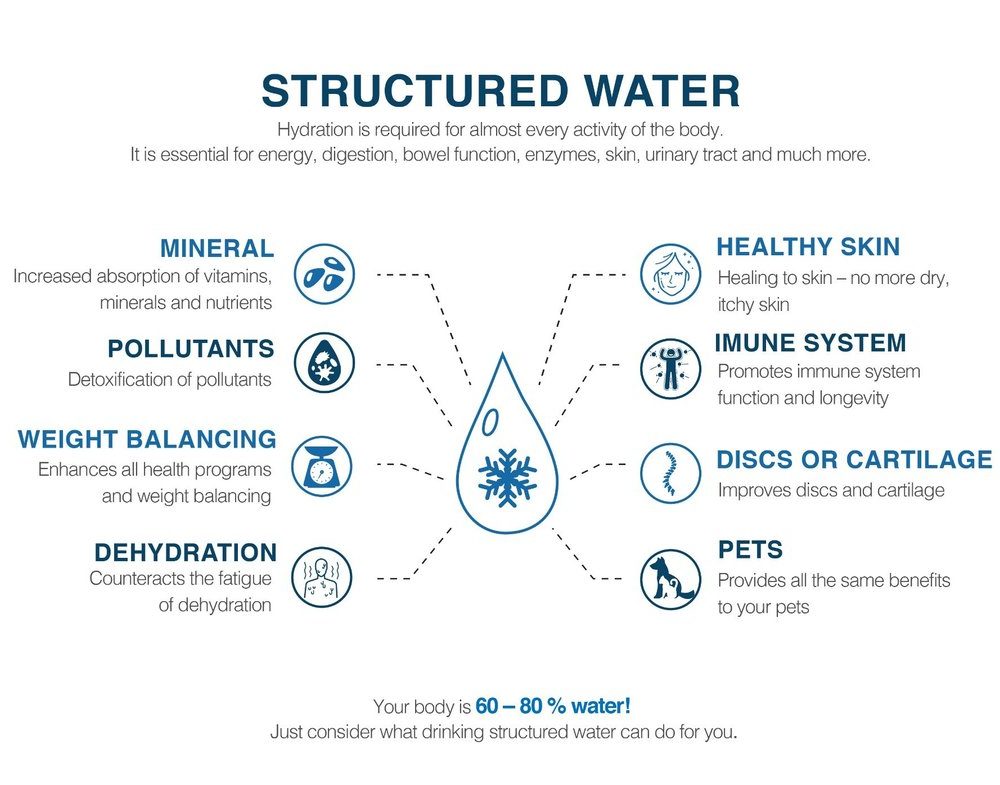 STRUCTURED WATER
Hydration is required for almost every activity of the body.
It is essential for energy, digestion, bowel function, enzymes, skin, urinary tract and much more.
MINERAL
Increased absorption of vitamins,
minerals and nutrients
POLLUTANTS
Detoxification of pollutants
WEIGHT BALANCING
Enhances all health programs
and weight balancing
DEHYDRATION
Counteracts the fatigue
of dehydration
HEALTHY SKIN
Healing to skin – no more dry,
itchy skin
IMUNE SYSTEM
Promotes immune system
function and longevity
DISCS OR CARTILAGE
Improves discs and cartilage
PETS
Provides all the same benefits
to your pets
Your body is 60 – 80 % water!
Just consider what drinking structured water can do for you.